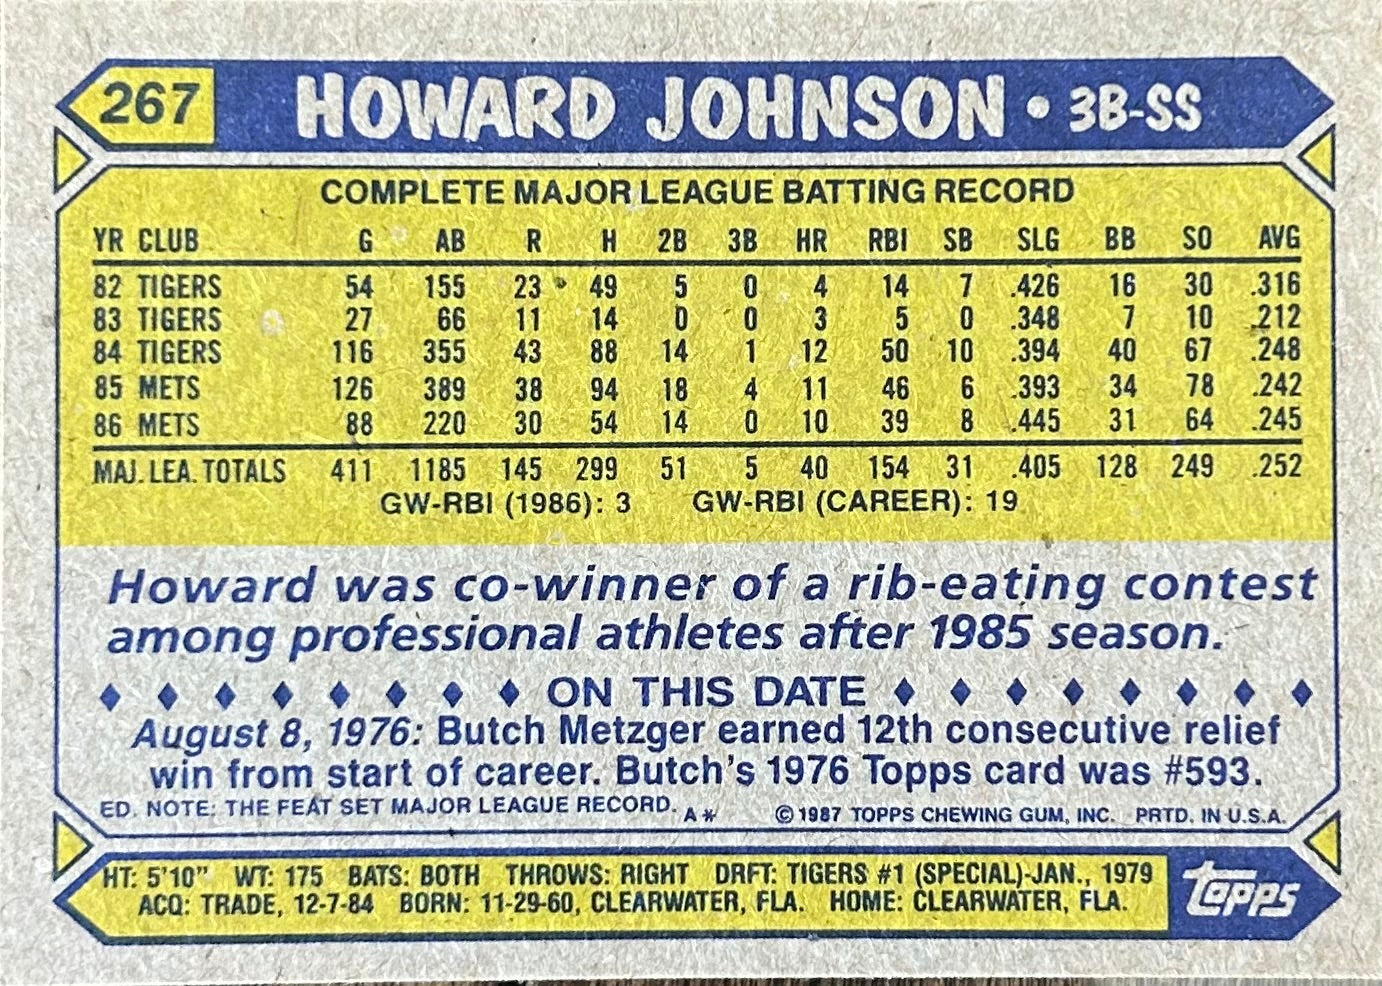 267 HOWARD JOHNSON • 3B-SS
COMPLETE MAJOR LEAGUE BATTING RECORD
YR CLUB G AB R H 2B 3B HR RBI SB SLG BB SO AVG
82 TIGERS 54 155 23 49 5 0 4 14 7 .426 16 30 .316
83 TIGERS 27 66 11 14 0 0 3 5 0 .348 7 10 .212
84 TIGERS 116 355 43 88 14 1 12 50 10 .394 40 67 .248
85 METS 126 389 38 94 18 4 11 46 6 .393 34 78 .242
86 METS 88 220 30 54 14 0 10 39 8 .445 31 64 .245
MAJ. LEA. TOTALS 411 1185 145 299 51 5 40 154 31 .405 128 249 .252
GW-RBI (1986): 3 GW-RBI (CAREER): 19
Howard was co-winner of a rib-eating contest
among professional athletes after 1985 season.
♦ ♦ ♦ ♦ ♦ ♦ ♦ ♦ ON THIS DATE ♦ ♦ ♦ ♦ ♦ ♦ ♦ ♦
August 8, 1976: Butch Metzger earned 12th consecutive relief
win from start of career. Butch's 1976 Topps card was #593.
ED. NOTE: THE FEAT SET MAJOR LEAGUE RECORD. A* © 1987 TOPPS CHEWING GUM, INC. PRTD. IN U.S.A.
HT: 5'10" WT: 175 BATS: BOTH THROWS: RIGHT DRFT: TIGERS #1 (SPECIAL)-JAN., 1979
ACQ: TRADE, 12-7-84 BORN: 11-29-60, CLEARWATER, FLA. HOME: CLEARWATER, FLA.
topps